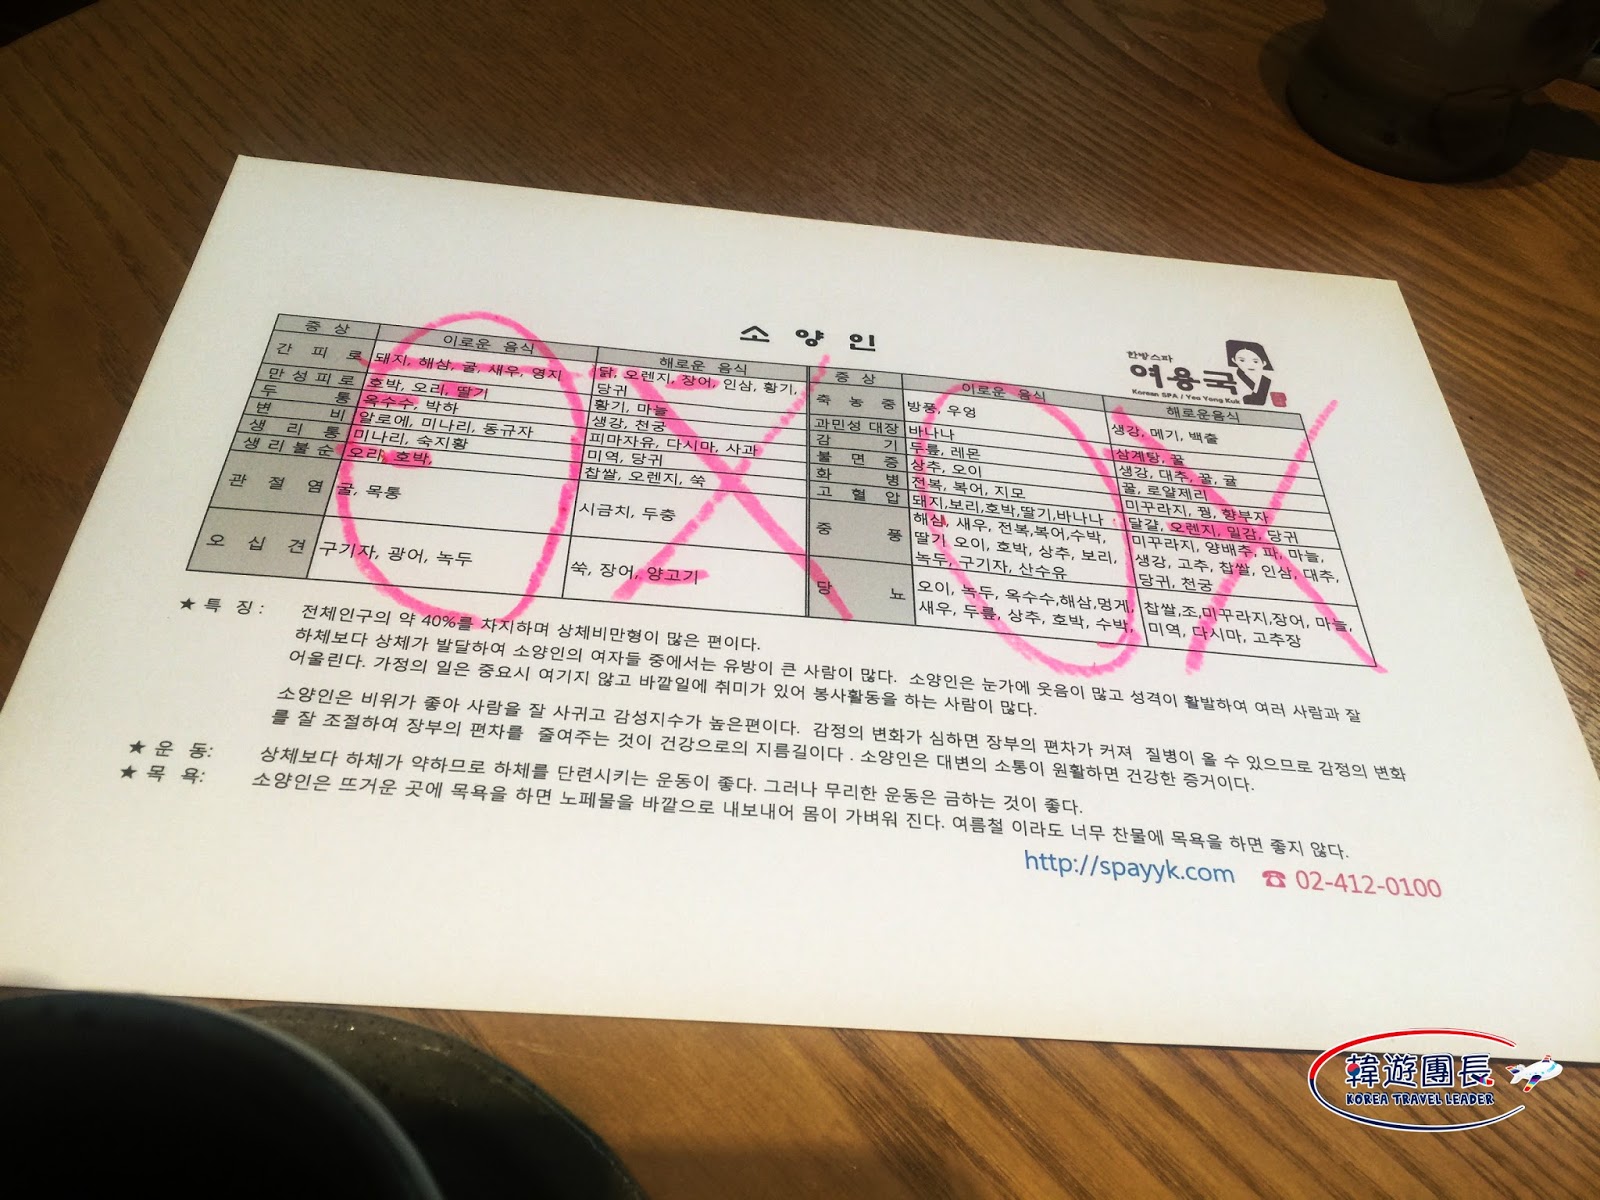 소 양 인
한방스파
여용국
Korean SPA / Yea Yong Kuk
증 상 이로운 음식 해로운 음식
간 피 로 돼지, 해삼, 굴, 새우, 영지 닭, 오렌지, 장어, 인삼, 황기, 당귀
만성피로 호박, 오리, 딸기 황기, 마늘
두 통 옥수수, 박하 생강, 천궁
변 비 알로에, 미나리, 동규자 피마자유, 다시마, 사과
생 리 통 미나리, 숙지황 미역, 당귀
생리불순 오리, 호박, 찹쌀, 오렌지, 쑥
관 절 염 굴, 목통 시금치, 두충
오 십 견 구기자, 광어, 녹두 쑥, 장어, 양고기
증 상 이로운 음식 해로운음식
축 농 증 방풍, 우엉 생강, 메기, 백출
과민성 대장 바나나 삼계탕, 꿀
감 기 두릎, 레몬 생강, 대추, 꿀, 귤
불 면 증 상추, 오이 꿀, 로얄제리
화 병 전복, 복어, 지모 미꾸라지, 꿩, 향부자
고 혈 압 돼지,보리,호박,딸기,바나나 달걀, 오렌지, 밀감, 당귀
중 풍 해삼, 새우, 전복,복어,수박, 미꾸라지, 양배추, 파, 마늘,
딸기 오이, 호박, 상추, 보리, 생강, 고추, 찹쌀, 인삼, 대추,
녹두, 구기자, 산수유 당귀, 천궁
당 뇨 오이, 녹두, 옥수수,해삼,멍게, 찹쌀,조,미꾸라지,장어, 마늘,
새우, 두릎, 상추, 호박, 수박, 미역, 다시마, 고추장
★ 특 징 : 전체인구의 약 40%를 차지하며 상체비만형이 많은 편이다.
하체보다 상체가 발달하여 소양인의 여자들 중에서는 유방이 큰 사람이 많다. 소양인은 눈가에 웃음이 많고 성격이 활발하여 여러 사람과 잘
어울린다. 가정의 일은 중요시 여기지 않고 바깥일에 취미가 있어 봉사활동을 하는 사람이 많다.
소양인은 비위가 좋아 사람을 잘 사귀고 감성지수가 높은편이다. 감정의 변화가 심하면 장부의 편차가 커져 질병이 올 수 있으므로 감정의 변화
를 잘 조절하여 장부의 편차를 줄여주는 것이 건강으로의 지름길이다 . 소양인은 대변의 소통이 원활하면 건강한 증거이다.
★ 운 동: 상체보다 하체가 약하므로 하체를 단련시키는 운동이 좋다. 그러나 무리한 운동은 금하는 것이 좋다.
★ 목 욕: 소양인은 뜨거운 곳에 목욕을 하면 노폐물을 바깥으로 내보내어 몸이 가벼워 진다. 여름철 이라도 너무 찬물에 목욕을 하면 좋지 않다.
http://spayyk.com ☎ 02-412-0100
韓遊團長
KOREA TRAVEL LEADER